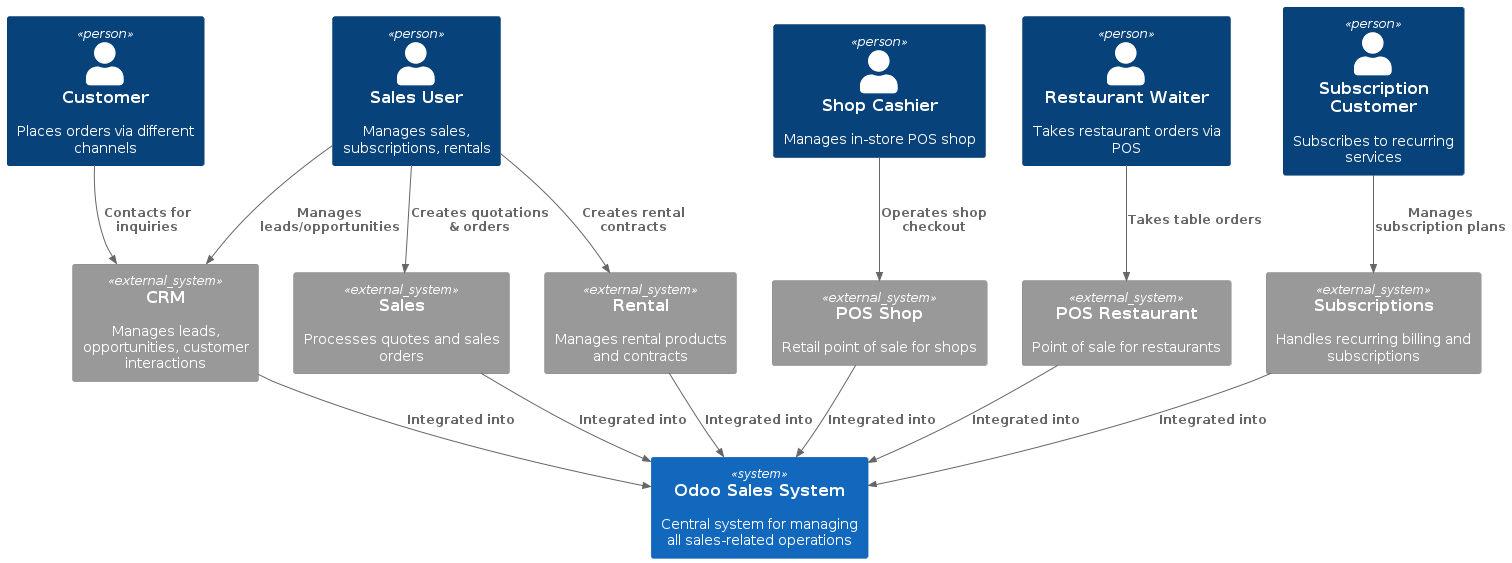 «person»
Customer
Places orders via different
channels
«person»
Sales User
Manages sales,
subscriptions, rentals
«person»
Shop Cashier
Manages in-store POS shop
«person»
Restaurant Waiter
Takes restaurant orders via
POS
«person»
Subscription
Customer
Subscribes to recurring
services
Contacts for
inquiries
Manages
leads/opportunities
Creates quotations
& orders
Creates rental
contracts
Operates shop
checkout
Takes table orders
Manages
subscription plans
«external_system»
CRM
Manages leads,
opportunities, customer
interactions
«external_system»
Sales
Processes quotes and sales
orders
«external_system»
Rental
Manages rental products
and contracts
«external_system»
POS Shop
Retail point of sale for shops
«external_system»
POS Restaurant
Point of sale for restaurants
«external_system»
Subscriptions
Handles recurring billing and
subscriptions
Integrated into
Integrated into
Integrated into
Integrated into
Integrated into
Integrated into
«system»
Odoo Sales System
Central system for managing
all sales-related operations